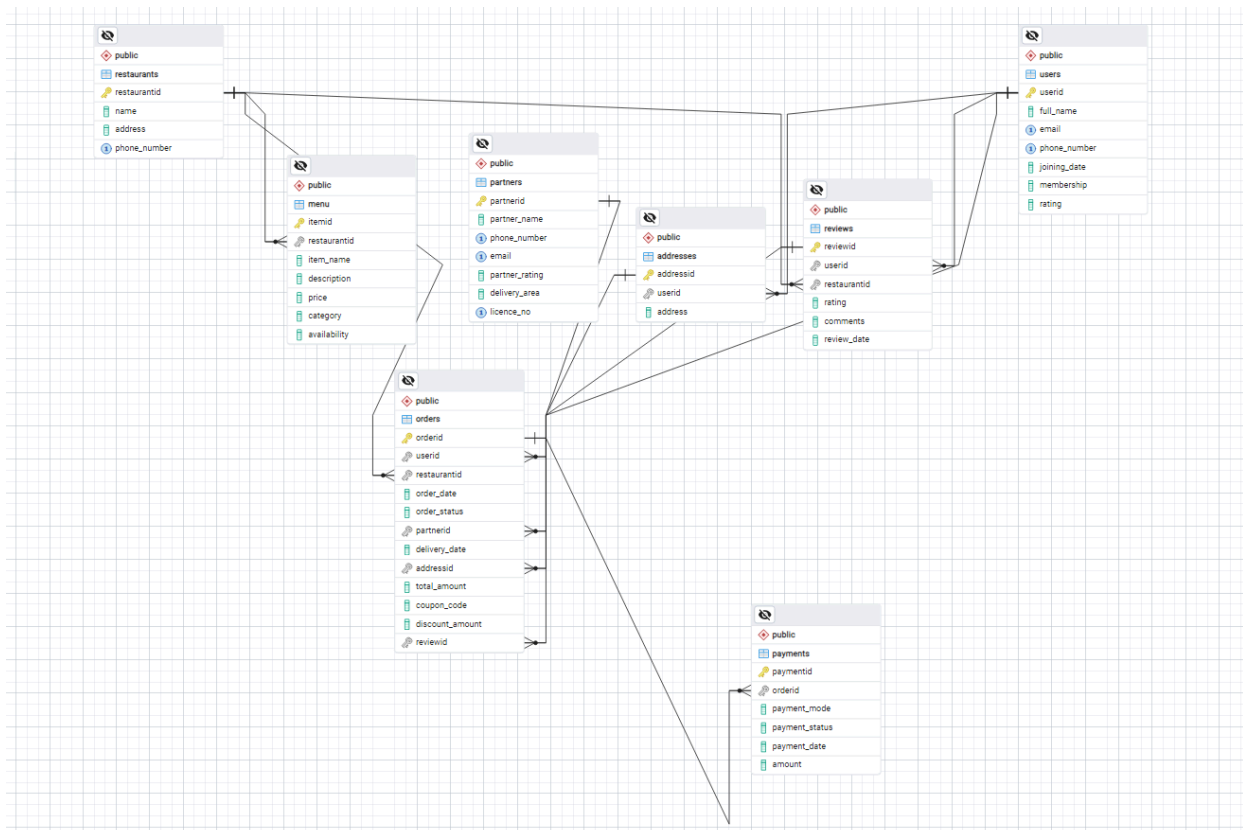 public
restaurants
restaurantid
name
address
phone_number
public
menu
itemid
restaurantid
item_name
description
price
category
availability
public
partners
partnerid
partner_name
phone_number
email
partner_rating
delivery_area
licence_no
public
addresses
addressid
userid
address
public
reviews
reviewid
userid
restaurantid
rating
comments
review_date
public
users
userid
full_name
email
phone_number
joining_date
membership
rating
public
orders
orderid
userid
restaurantid
order_date
order_status
partnerid
delivery_date
addressid
total_amount
coupon_code
discount_amount
reviewid
public
payments
paymentid
orderid
payment_mode
payment_status
payment_date
amount